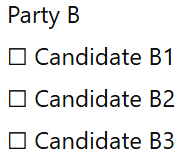 Party B
☐ Candidate B1
☐ Candidate B2
☐ Candidate B3